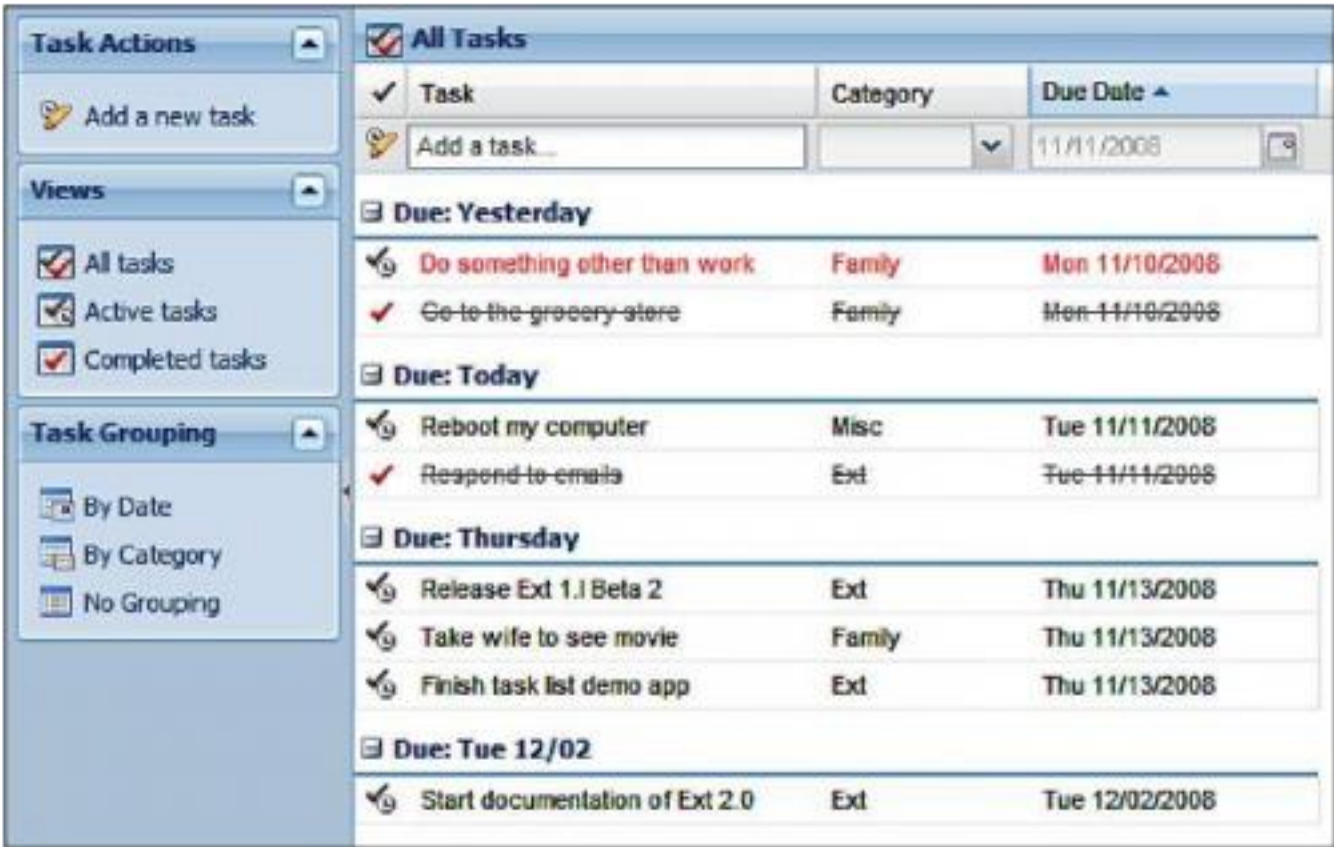 Task Actions
Add a new task
Views
All tasks
Active tasks
Completed tasks
Task Grouping
By Date
By Category
No Grouping
All Tasks
Task Category Due Date
Add a task... 11/11/2008
Due: Yesterday
Do something other than work Family Mon 11/10/2008
Go to the grocery store Family Mon 11/10/2008
Due: Today
Reboot my computer Misc Tue 11/11/2008
Respond to emails Ext Tue 11/11/2008
Due: Thursday
Release Ext 1.1 Beta 2 Ext Thu 11/13/2008
Take wife to see movie Family Thu 11/13/2008
Finish task list demo app Ext Thu 11/13/2008
Due: Tue 12/02
Start documentation of Ext 2.0 Ext Tue 12/02/2008